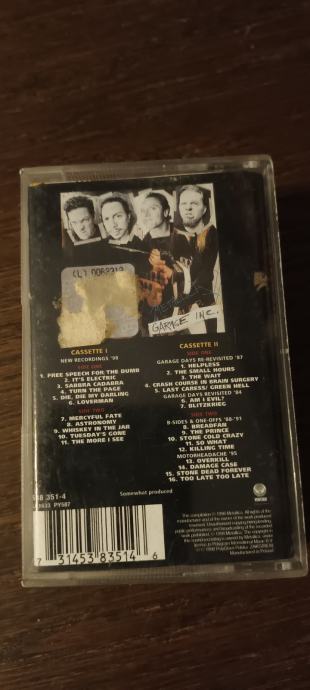 GARAGE INC.
CASSETTE I
NEW RECORDINGS '98
SIDE ONE
1. FREE SPEECH FOR THE DUMB
2. IT'S ELECTRIC
3. SABBRA CADABRA
4. TURN THE PAGE
5. DIE, DIE MY DARLING
6. LOVERMAN
SIDE TWO
7. MERCYFUL FATE
8. ASTRONOMY
9. WHISKEY IN THE JAR
10. TUESDAY'S GONE
11. THE MORE I SEE
CASSETTE II
SIDE ONE
GARAGE DAYS RE-REVISITED '87
1. HELPLESS
2. THE SMALL HOURS
3. THE WAIT
4. CRASH COURSE IN BRAIN SURGERY
5. LAST CARESS/ GREEN HELL
GARAGE DAYS REVISITED '84
6. AM I EVIL?
7. BLITZKRIEG
SIDE TWO
B-SIDES & ONE-OFFS '88-'91
8. BREADFAN
9. THE PRINCE
10. STONE COLD CRAZY
11. SO WHAT
12. KILLING TIME
MOTORHEADACHE '95
13. OVERKILL
14. DAMAGE CASE
15. STONE DEAD FOREVER
16. TOO LATE TOO LATE
351-4
PY587
Somewhat produced
7 31453 83514 6